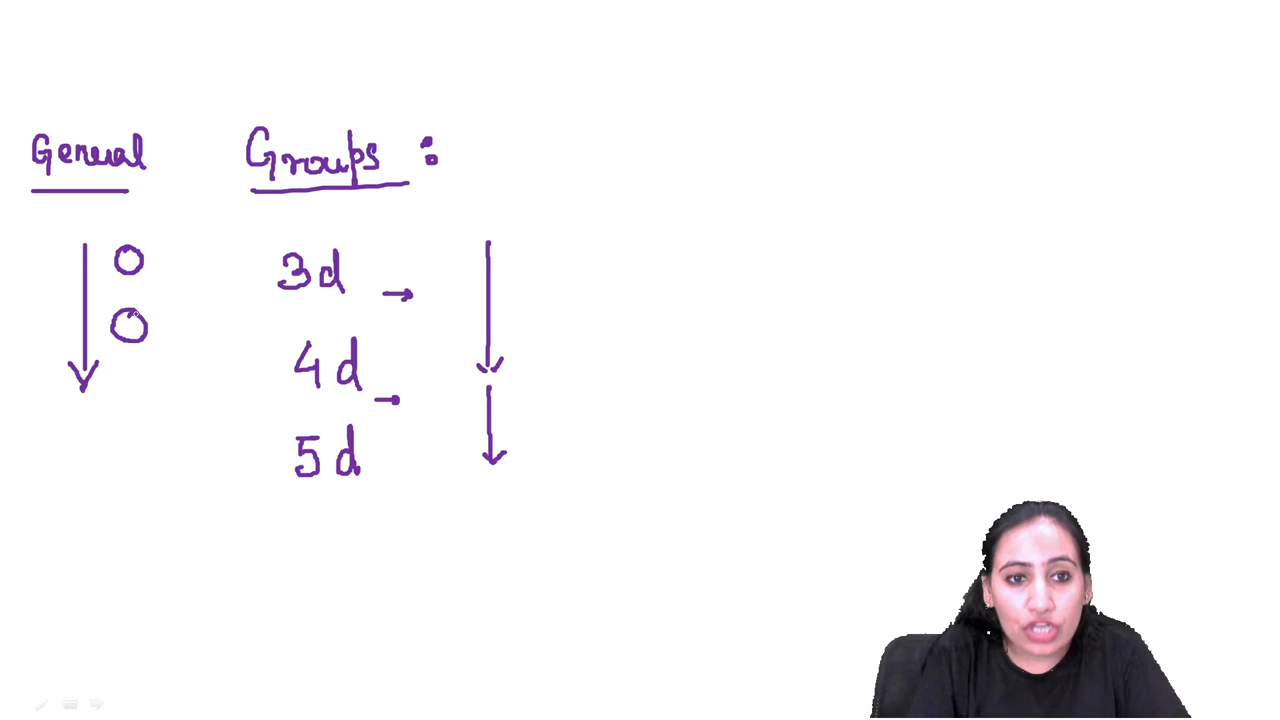 General Groups :
3d →
4d →
5d